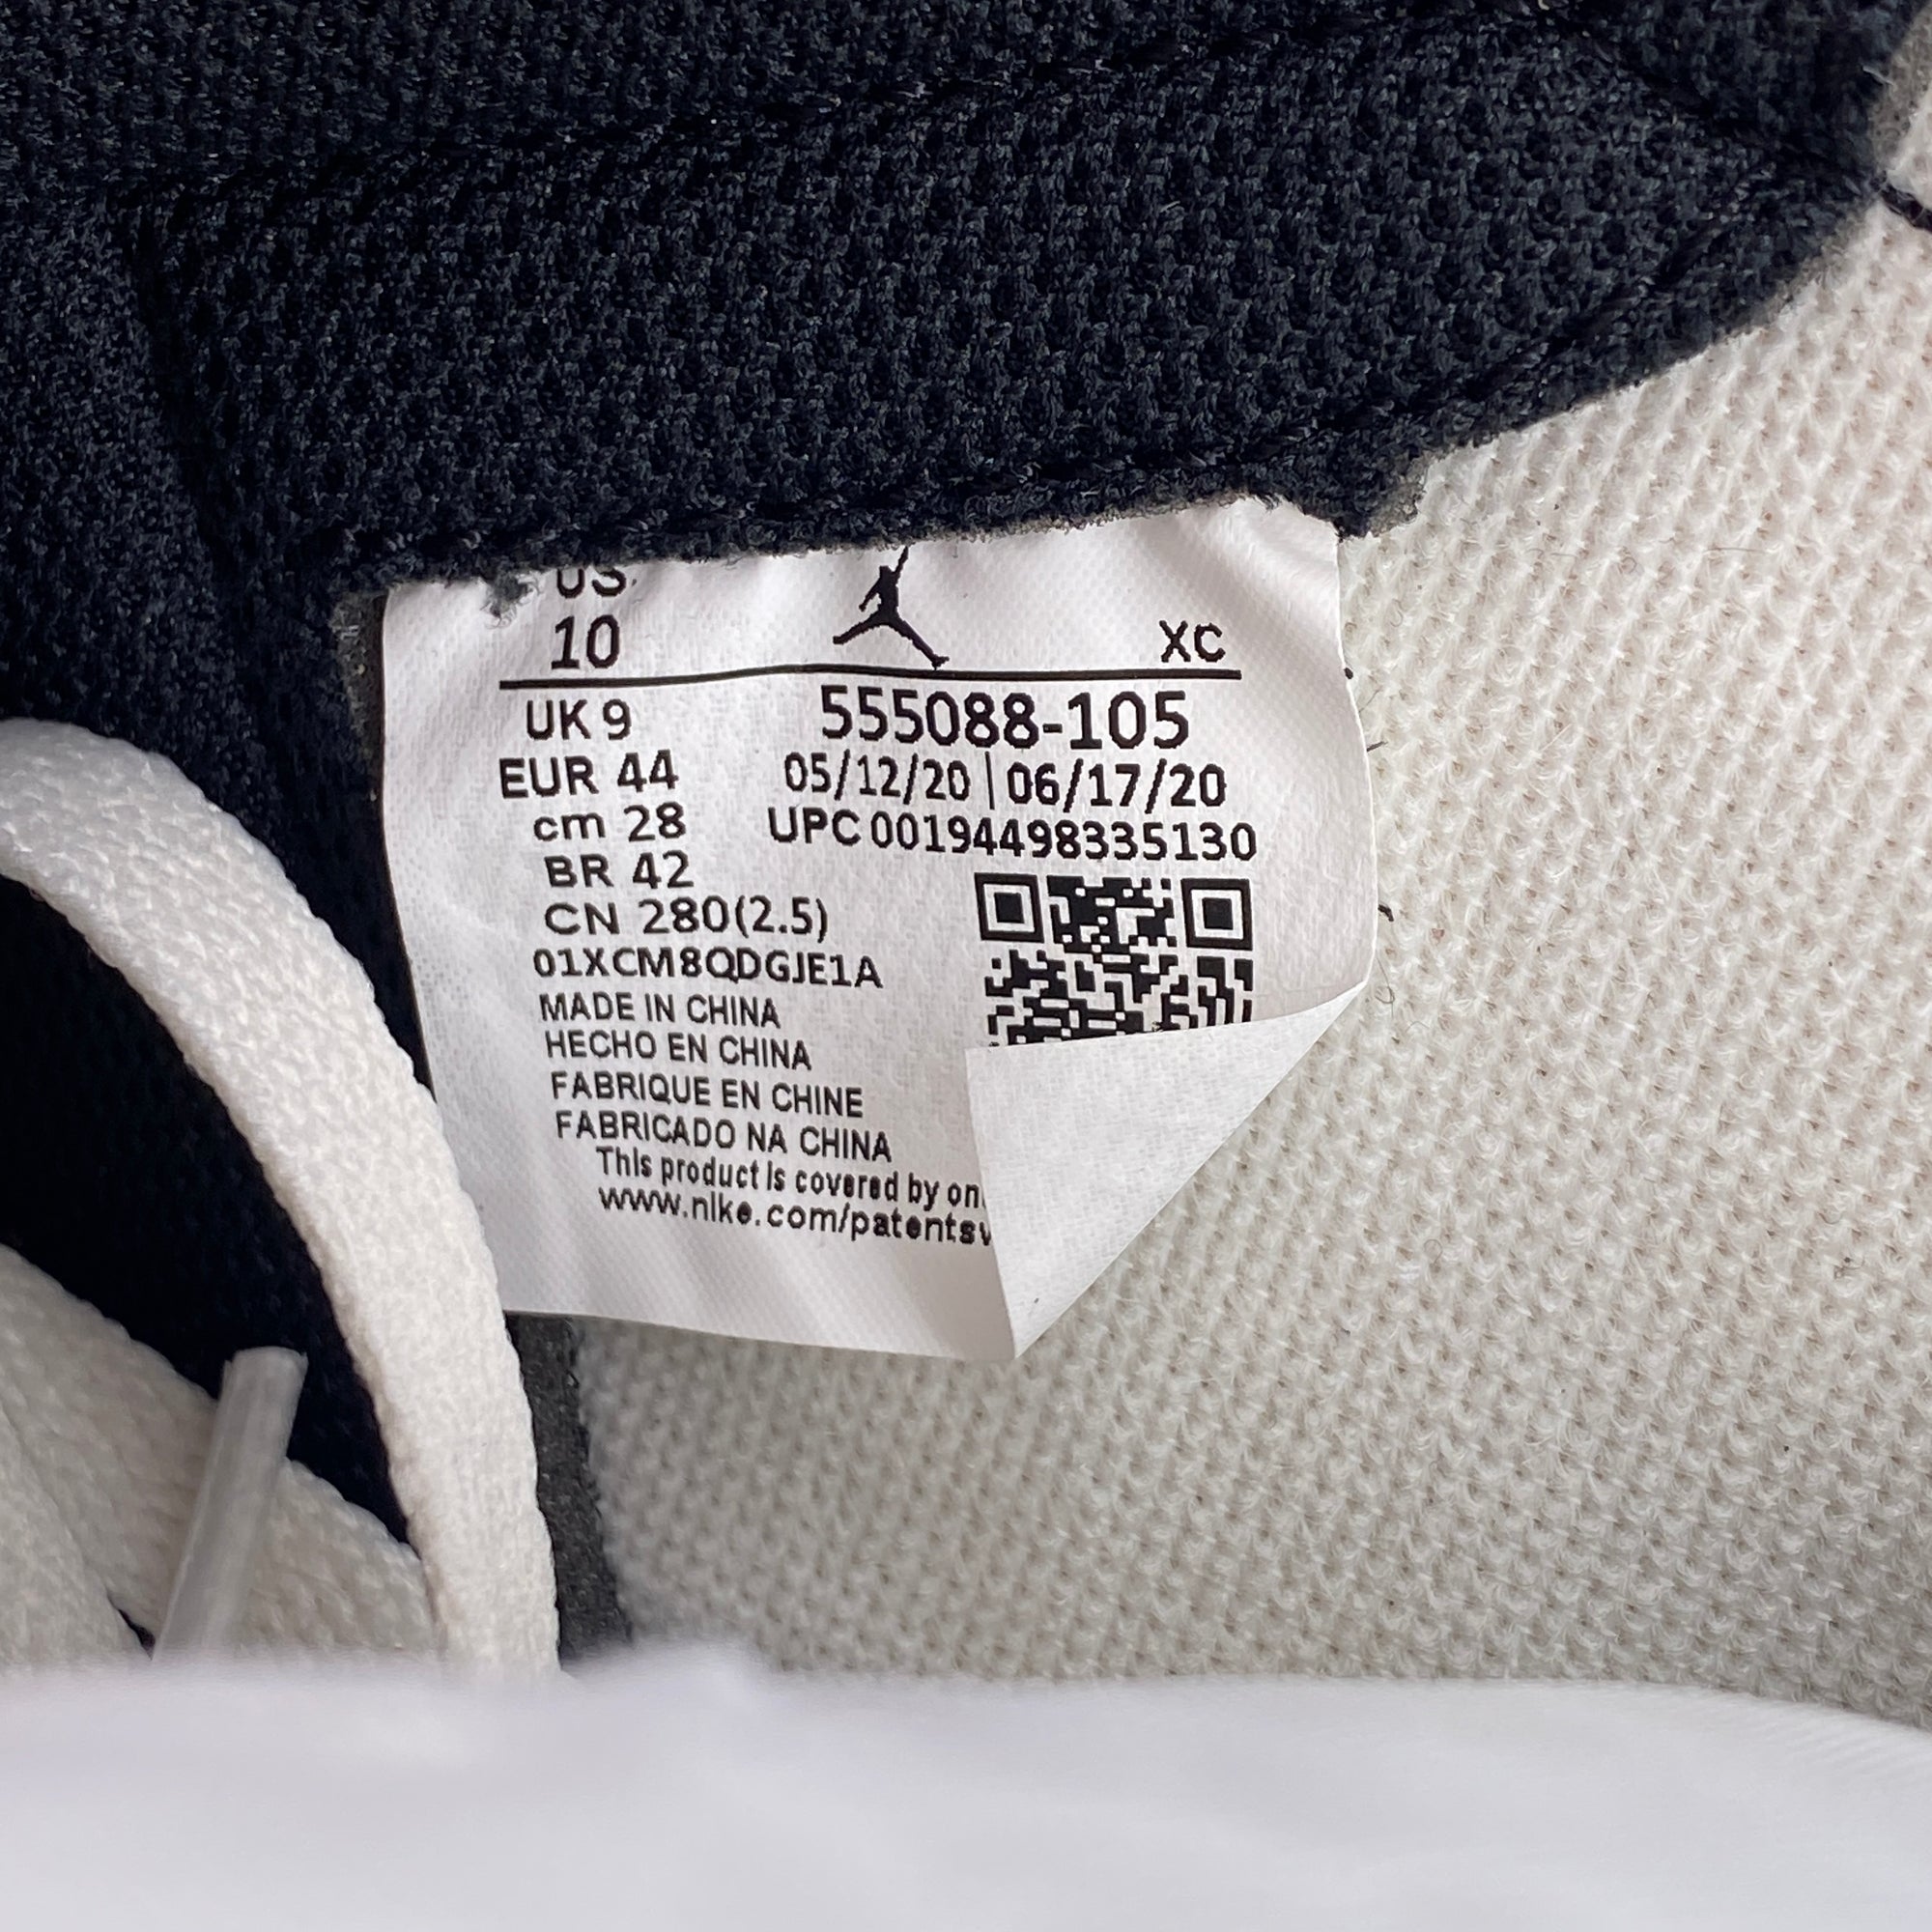 US
10
XC
UK 9
555088-105
EUR 44
05/12/20 | 06/17/20
cm 28
UPC 00194498335130
BR 42
CN 280(2.5)
01XCM8QDGJE1A
MADE IN CHINA
HECHO EN CHINA
FABRIQUE EN CHINE
FABRICADO NA CHINA
This product is covered by
www.nike.com/patents